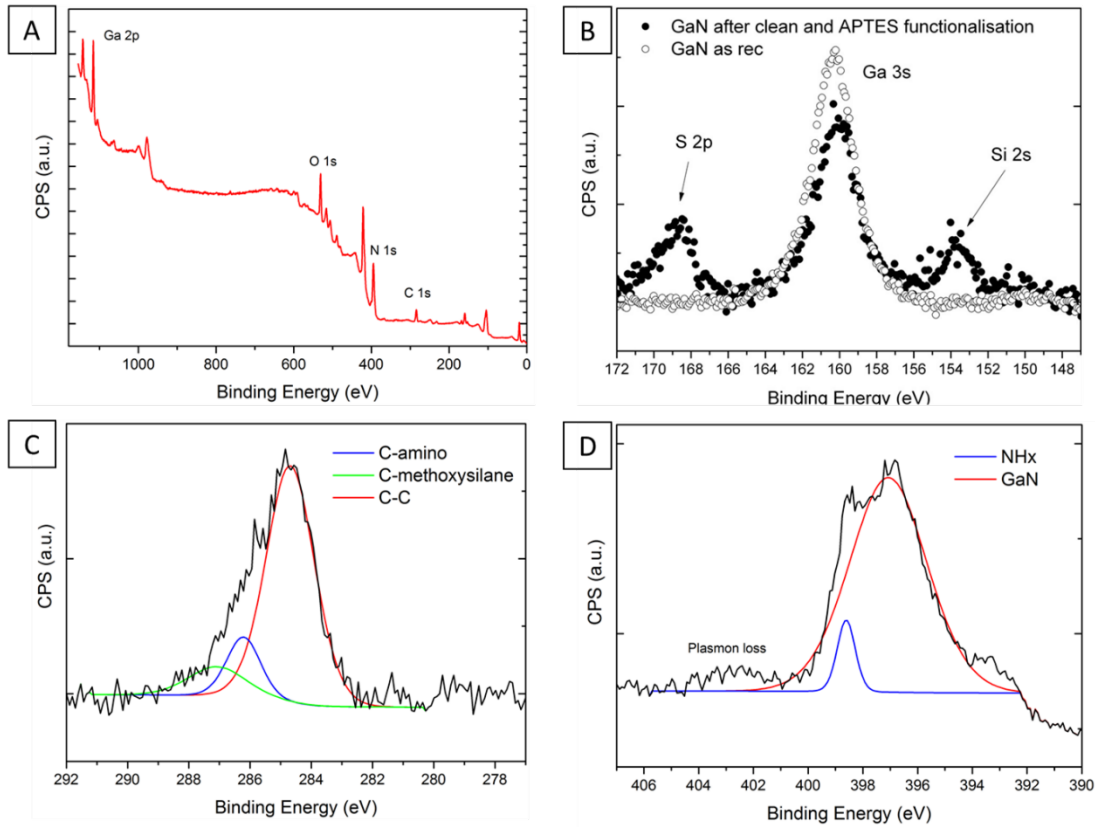 A
Ga 2p
O 1s
N 1s
C 1s
CPS (a.u.)
1000 800 600 400 200 0
Binding Energy (eV)
B
GaN after clean and APTES functionalisation
GaN as rec
Ga 3s
S 2p
Si 2s
CPS (a.u.)
172 170 168 166 164 162 160 158 156 154 152 150 148
Binding Energy (eV)
C
C-amino
C-methoxysilane
C-C
CPS (a.u.)
292 290 288 286 284 282 280 278
Binding Energy (eV)
D
NHx
GaN
Plasmon loss
CPS (a.u.)
406 404 402 400 398 396 394 392 390
Binding Energy (eV)